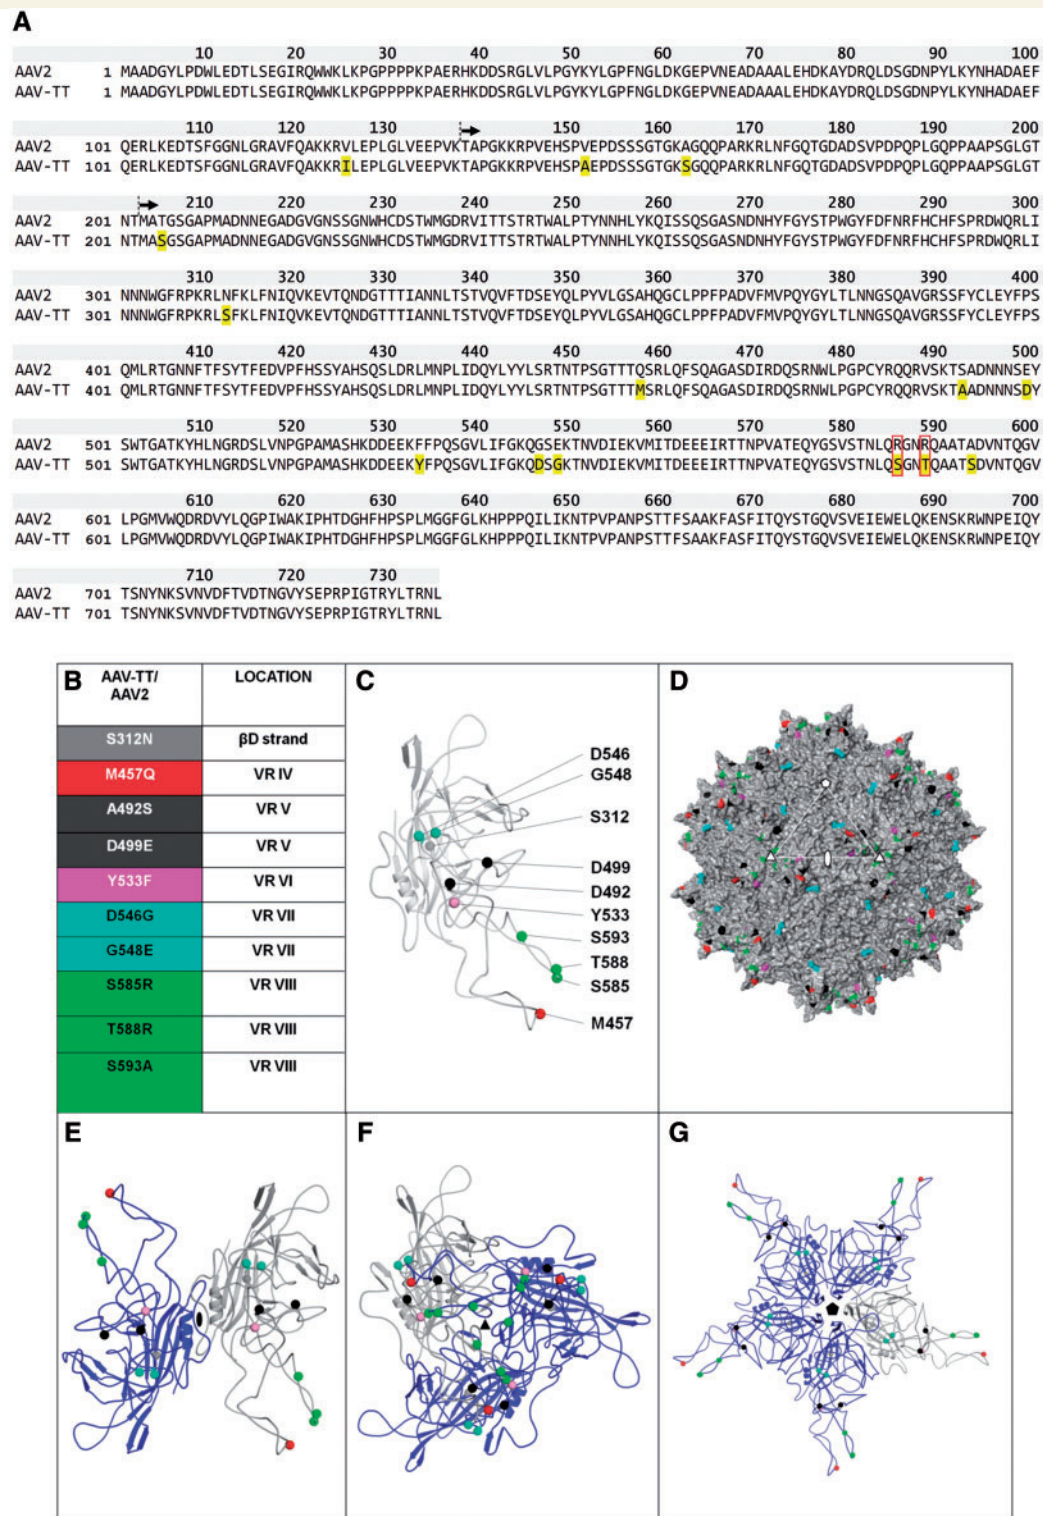 A
10 20 30 40 50 60 70 80 90 100
AAV2 1 MAADGYLPDWLEDTLSEGIRQWWKLKPGPPPPKPAERHKDDSRGLVLPGYKYLGPFNGLDKGEPVNEADAAALEHDKAYDRQLDSGDNPYLKYNHADAEF
AAV-TT 1 MAADGYLPDWLEDTLSEGIRQWWKLKPGPPPPKPAERHKDDSRGLVLPGYKYLGPFNGLDKGEPVNEADAAALEHDKAYDRQLDSGDNPYLKYNHADAEF
110 120 130 140 150 160 170 180 190 200
AAV2 101 QERLKEDTSFGGNLGRAVFQAKKRVLEPLGLVEEPVKTAPGKKRPVEHSPVEPDSSSGTGKAGQQPARKRLNFGQTGDADSVPDPQPLGQPPAAPSGLGT
AAV-TT 101 QERLKEDTSFGGNLGRAVFQAKKRILEPLGLVEEPVKTAPGKKRPVEHSPAEPDSSSGTGKSGQQPARKRLNFGQTGDADSVPDPQPLGQPPAAPSGLGT
210 220 230 240 250 260 270 280 290 300
AAV2 201 NTMATGSGAPMADNNEGADGVGNSSGNWHCDSTWMGDRVITTSTRTWALPTYNNHLYKQISSQSGASNDNHYFGYSTPWGYFDFNRFHCHFSPRDWQRLI
AAV-TT 201 NTMASGSGAPMADNNEGADGVGNSSGNWHCDSTWMGDRVITTSTRTWALPTYNNHLYKQISSQSGASNDNHYFGYSTPWGYFDFNRFHCHFSPRDWQRLI
310 320 330 340 350 360 370 380 390 400
AAV2 301 NNNWGFRPKRLNFKLFNIQVKEVTQNDGTTTIANNLTSTVQVFTDSEYQLPYVLGSAHQGCLPPFPADVFMVPQYGYLTLNNGSQAVGRSSFYCLEYFPS
AAV-TT 301 NNNWGFRPKRLSFKLFNIQVKEVTQNDGTTTIANNLTSTVQVFTDSEYQLPYVLGSAHQGCLPPFPADVFMVPQYGYLTLNNGSQAVGRSSFYCLEYFPS
410 420 430 440 450 460 470 480 490 500
AAV2 401 QMLRTGNNFTFSYTFEDVPFHSSYAHSQSLDRLMNPLIDQYLYYLSRTNTPSGTTTQSRLQFSQAGASDIRDQSRNWLPGPCYRQQRVSKTSADNNNSEY
AAV-TT 401 QMLRTGNNFTFSYTFEDVPFHSSYAHSQSLDRLMNPLIDQYLYYLSRTNTPSGTTTMSRLQFSQAGASDIRDQSRNWLPGPCYRQQRVSKTAADNNNSDY
510 520 530 540 550 560 570 580 590 600
AAV2 501 SWTGATKYHLNGRDSLVNPGPAMASHKDDEEKFFPQSGVLIFGKQGSEKTNVDIEKVMITDEEEIRTTNPVATEQYGSVSTNLQRGNRQAATADVNTQGV
AAV-TT 501 SWTGATKYHLNGRDSLVNPGPAMASHKDDEEKYFPQSGVLIFGKQDSGKTNVDIEKVMITDEEEIRTTNPVATEQYGSVSTNLQSGNTQAATSDVNTQGV
610 620 630 640 650 660 670 680 690 700
AAV2 601 LPGMVWQDRDVYLQGPIWAKIPHTDGHFHPSPLMGGFGLKHPPPQILIKNTPVPANPSTTFSAAKFASFITQYSTGQVSVEIEWELQKENSKRWNPEIQY
AAV-TT 601 LPGMVWQDRDVYLQGPIWAKIPHTDGHFHPSPLMGGFGLKHPPPQILIKNTPVPANPSTTFSAAKFASFITQYSTGQVSVEIEWELQKENSKRWNPEIQY
710 720 730
AAV2 701 TSNYNKSVNVDFTVDTNGVYSEPRPIGTRYLTRNL
AAV-TT 701 TSNYNKSVNVDFTVDTNGVYSEPRPIGTRYLTRNL
B
AAV-TT/ AAV2 LOCATION
S312N βD strand
M457Q VR IV
A492S VR V
D499E VR V
Y533F VR VI
D546G VR VII
G548E VR VII
S585R VR VIII
T588R VR VIII
S593A VR VIII
C
D546
G548
S312
D499
D492
Y533
S593
T588
S585
M457
D
E
F
G